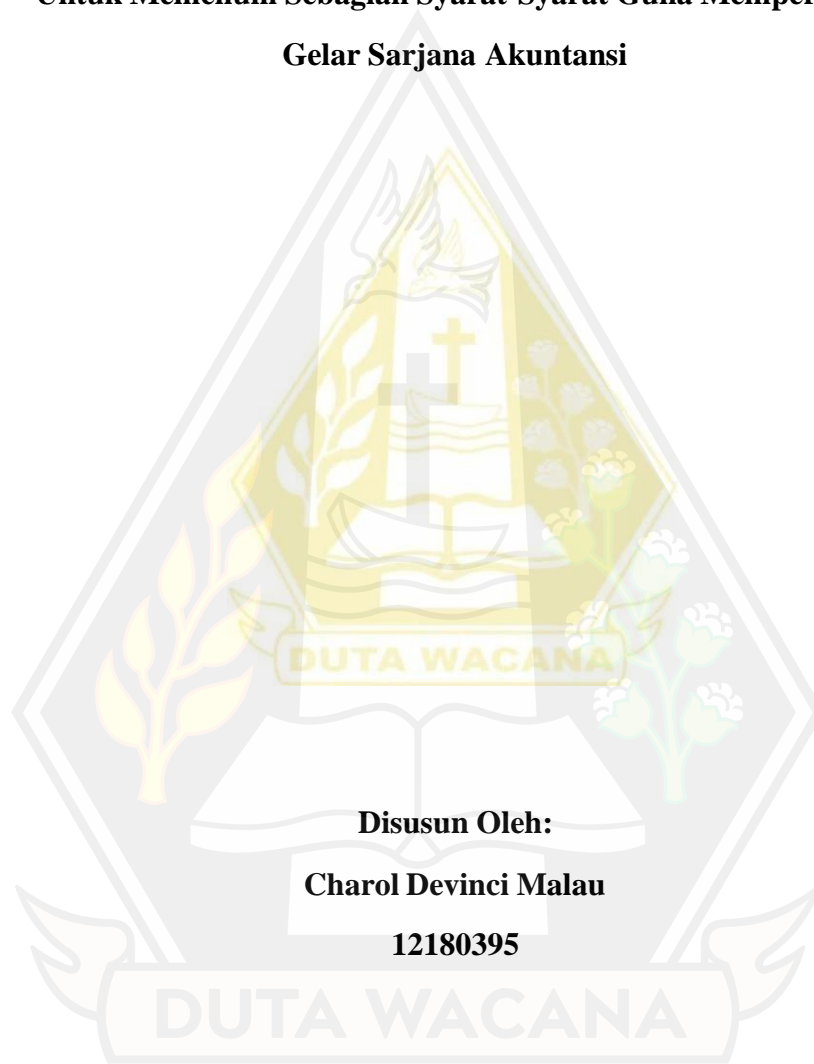 Untuk Memenuhi Sebagian Syarat-Syarat Guna
Gelar Sarjana Akuntansi
DUTA WACANA
Disusun Oleh:
Charol Devinci Malau
12180395
DUTA WACANA